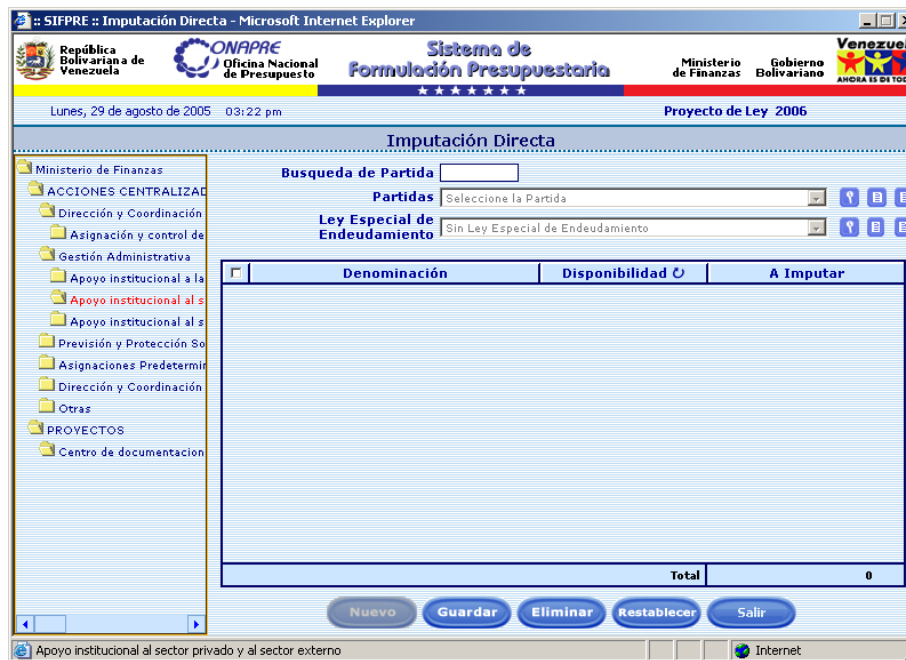 :: SIFPRE :: Imputación Directa - Microsoft Internet Explorer
República
Bolivariana de
Venezuela
ONAPRE
Oficina Nacional
de Presupuesto
Sistema de
Formulación Presupuestaria
Ministerio
de Finanzas
Gobierno
Bolivariano
Venezuel
AHORA ES DE TOD
Lunes, 29 de agosto de 2005 03:22 pm
Proyecto de Ley 2006
Imputación Directa
Ministerio de Finanzas
ACCIONES CENTRALIZAD
Dirección y Coordinación
Asignación y control de
Gestión Administrativa
Apoyo institucional a la
Apoyo institucional al s
Apoyo institucional al s
Previsión y Protección So
Asignaciones Predetermin
Dirección y Coordinación
Otras
PROYECTOS
Centro de documentacion
Busqueda de Partida
Partidas Seleccione la Partida
Ley Especial de
Endeudamiento Sin Ley Especial de Endeudamiento
Denominación Disponibilidad A Imputar
Total 0
Nuevo Guardar Eliminar Restablecer Salir
Apoyo institucional al sector privado y al sector externo Internet